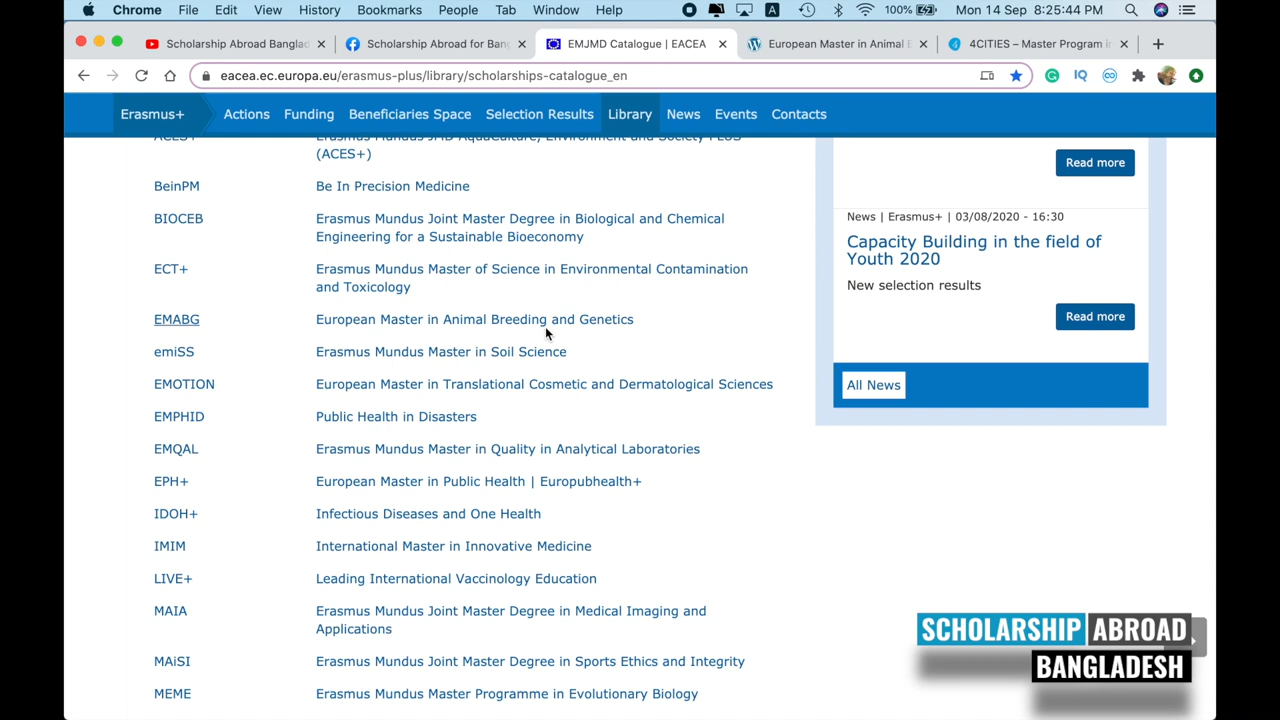 Chrome File Edit View History Bookmarks People Tab Window Help A 100% Mon 14 Sep 8:25:44 PM
Scholarship Abroad Banglad × Scholarship Abroad for Bang × EMJMD Catalogue | EACEA × European Master in Animal E × 4CITIES – Master Program in × +
eacea.ec.europa.eu/erasmus-plus/library/scholarships-catalogue_en IQ
Erasmus+ Actions Funding Beneficiaries Space Selection Results Library News Events Contacts
ACES+ Erasmus Mundus JMD AquaCulture, Environment and Society PLUS
(ACES+)
BeinPM Be In Precision Medicine
BIOCEB Erasmus Mundus Joint Master Degree in Biological and Chemical
Engineering for a Sustainable Bioeconomy
ECT+ Erasmus Mundus Master of Science in Environmental Contamination
and Toxicology
EMABG European Master in Animal Breeding and Genetics
emiSS Erasmus Mundus Master in Soil Science
EMOTION European Master in Translational Cosmetic and Dermatological Sciences
EMPHID Public Health in Disasters
EMQAL Erasmus Mundus Master in Quality in Analytical Laboratories
EPH+ European Master in Public Health | Europubhealth+
IDOH+ Infectious Diseases and One Health
IMIM International Master in Innovative Medicine
LIVE+ Leading International Vaccinology Education
MAIA Erasmus Mundus Joint Master Degree in Medical Imaging and
Applications
MAiSI Erasmus Mundus Joint Master Degree in Sports Ethics and Integrity
MEME Erasmus Mundus Master Programme in Evolutionary Biology
Read more
News | Erasmus+ | 03/08/2020 - 16:30
Capacity Building in the field of
Youth 2020
New selection results
Read more
All News
SCHOLARSHIP ABROAD
BANGLADESH